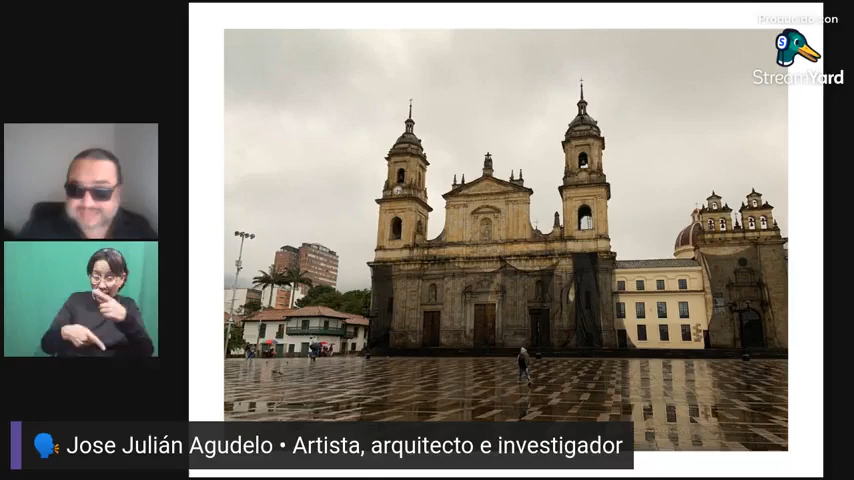 Producido con
StreamYard
🗣️ Jose Julián Agudelo • Artista, arquitecto e investigador